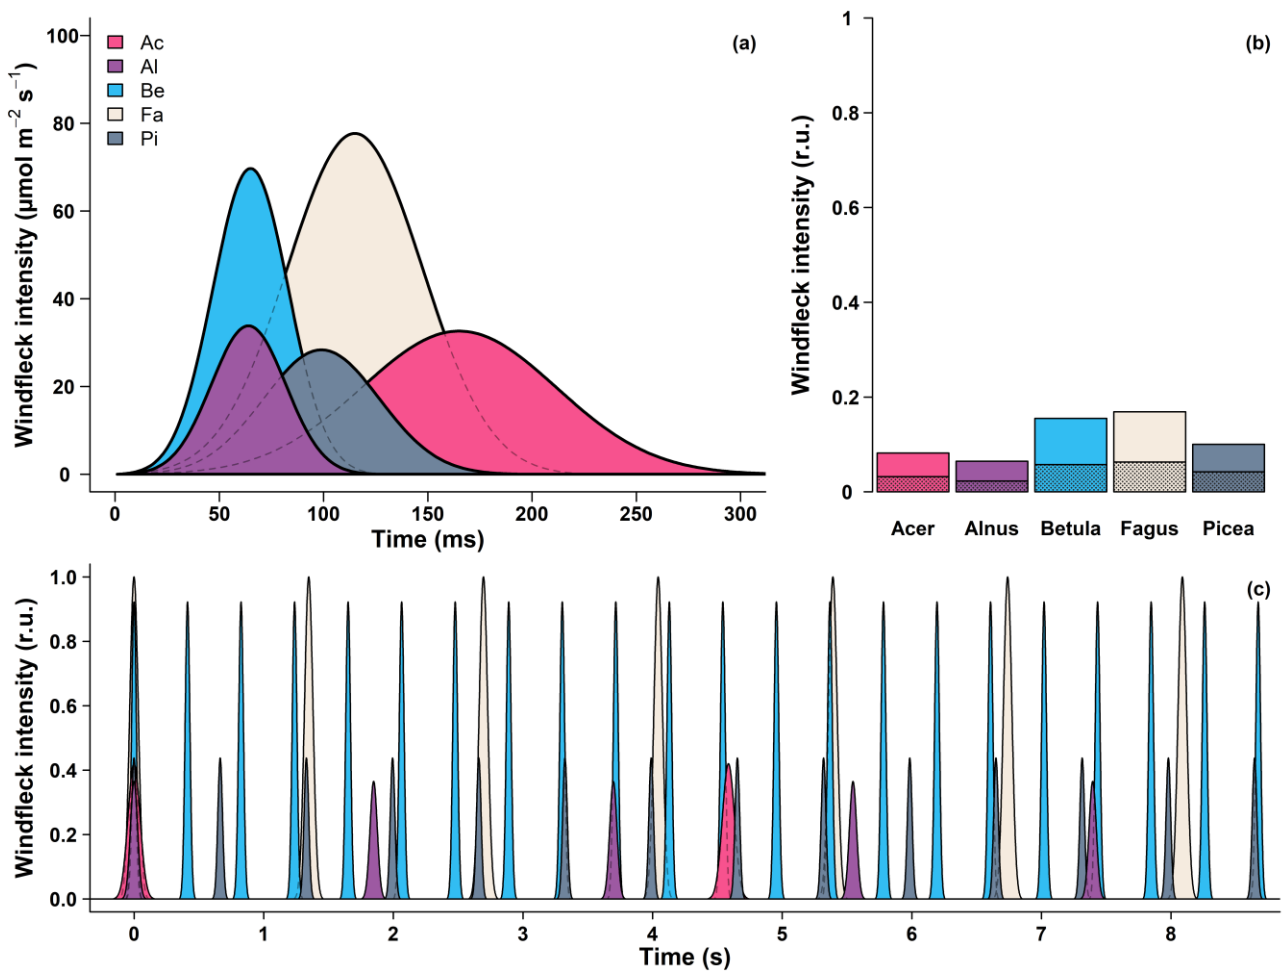 (a)
Windfleck intensity (µmol m⁻² s⁻¹)
100
80
60
40
20
0
Ac
Al
Be
Fa
Pi
0 50 100 150 200 250 300
Time (ms)
(b)
Windfleck intensity (r.u.)
1
0.8
0.6
0.4
0.2
0
Acer Alnus Betula Fagus Picea
(c)
Windfleck intensity (r.u.)
1.0
0.8
0.6
0.4
0.2
0.0
0 1 2 3 4 5 6 7 8
Time (s)